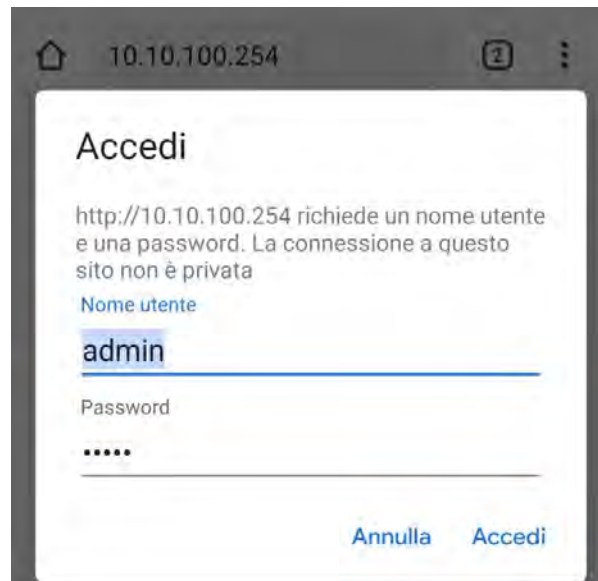 10.10.100.254
2
Accedi
http://10.10.100.254 richiede un nome utente
e una password. La connessione a questo
sito non è privata
Nome utente
admin
Password
•••••
Annulla Accedi